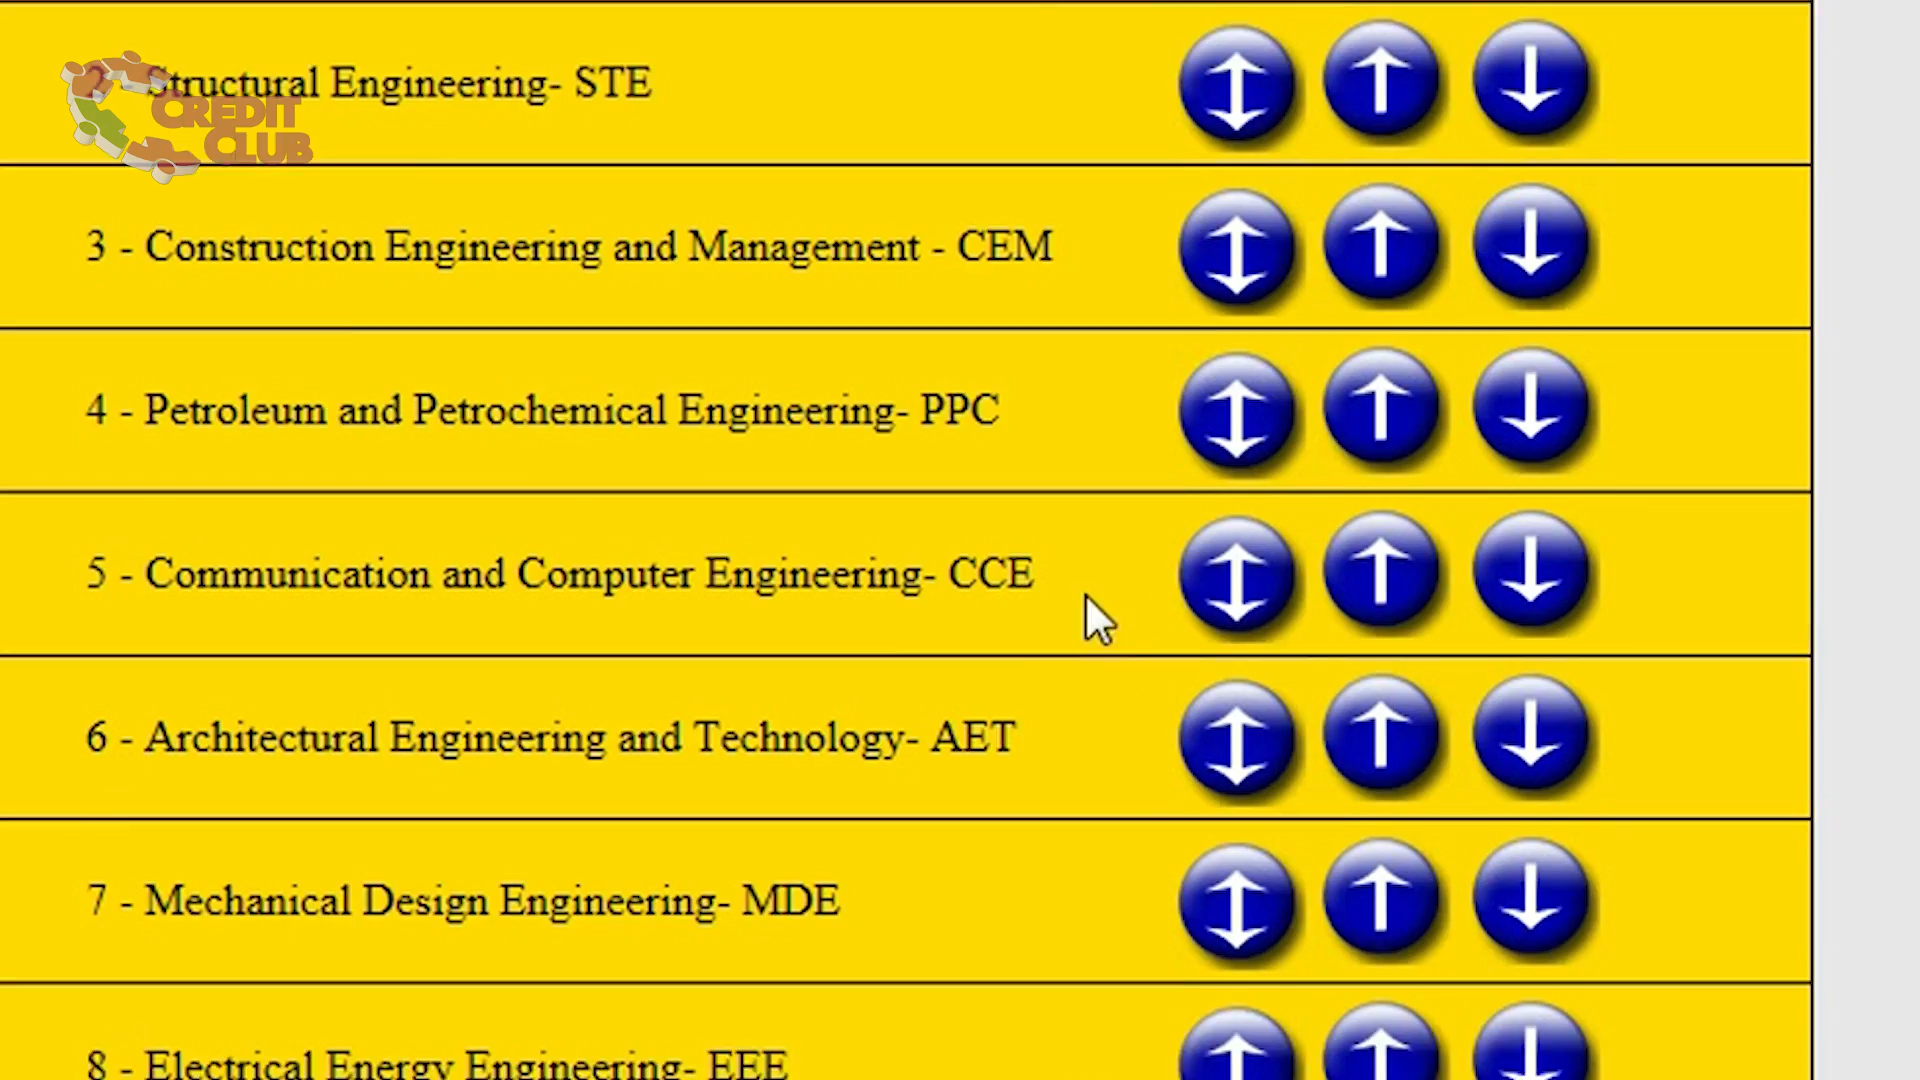 2 - Structural Engineering- STE
CREDIT
CLUB
3 - Construction Engineering and Management - CEM
4 - Petroleum and Petrochemical Engineering- PPC
5 - Communication and Computer Engineering- CCE
6 - Architectural Engineering and Technology- AET
7 - Mechanical Design Engineering- MDE
8 - Electrical Energy Engineering- EEE